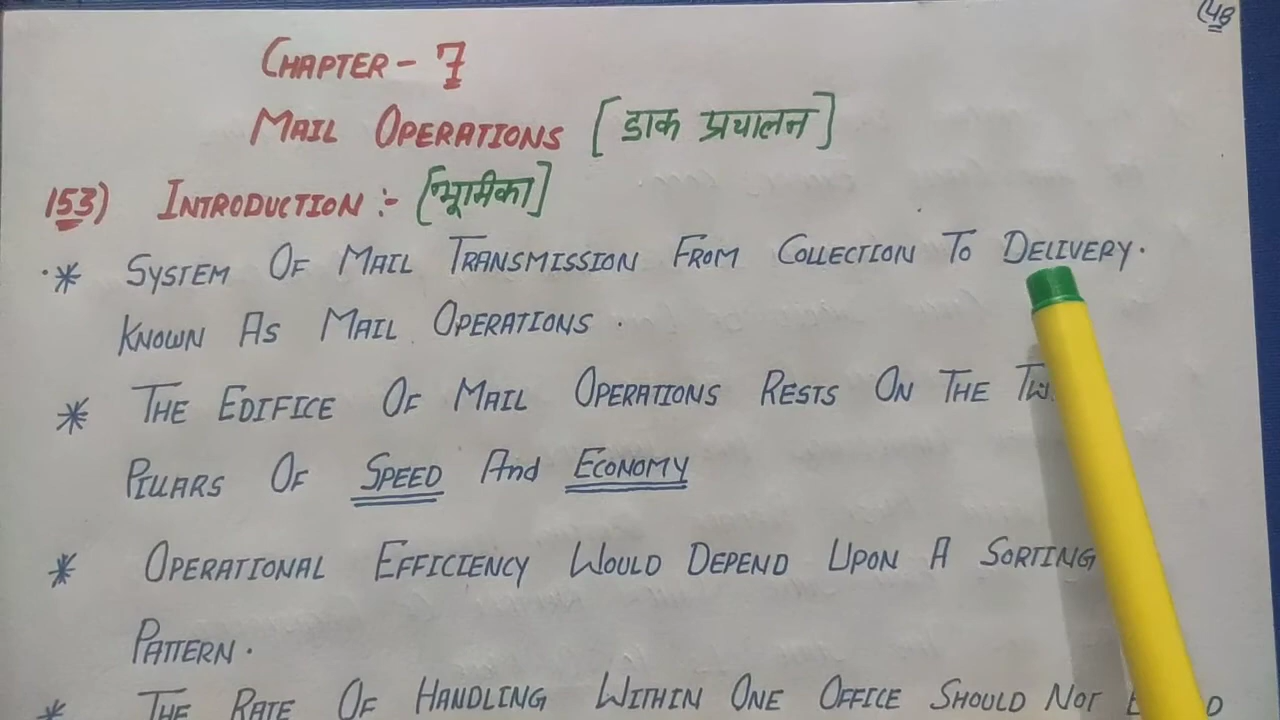 48
CHAPTER - 7
MAIL OPERATIONS [डाक प्रचालन]
153) INTRODUCTION :- [भूमिका]
* SYSTEM OF MAIL TRANSMISSION FROM COLLECTION TO DELIVERY.
KNOWN AS MAIL OPERATIONS.
* THE EDIFICE OF MAIL OPERATIONS RESTS ON THE
PILLARS OF SPEED And ECONOMY
* OPERATIONAL EFFICIENCY WOULD DEPEND UPON A SORTING
PATTERN.
* THE RATE OF HANDLING WITHIN ONE OFFICE SHOULD NOT